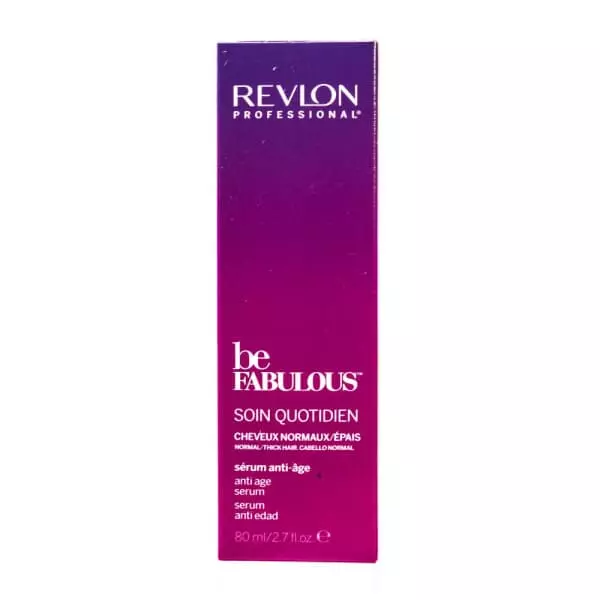 REVLON
PROFESSIONAL®
be
FABULOUS™
SOIN QUOTIDIEN
CHEVEUX NORMAUX/ÉPAIS
NORMAL/THICK HAIR. CABELLO NORMAL
sérum anti-âge
anti age
serum
serum
anti edad
80 ml/2.7 fl.oz. ℮